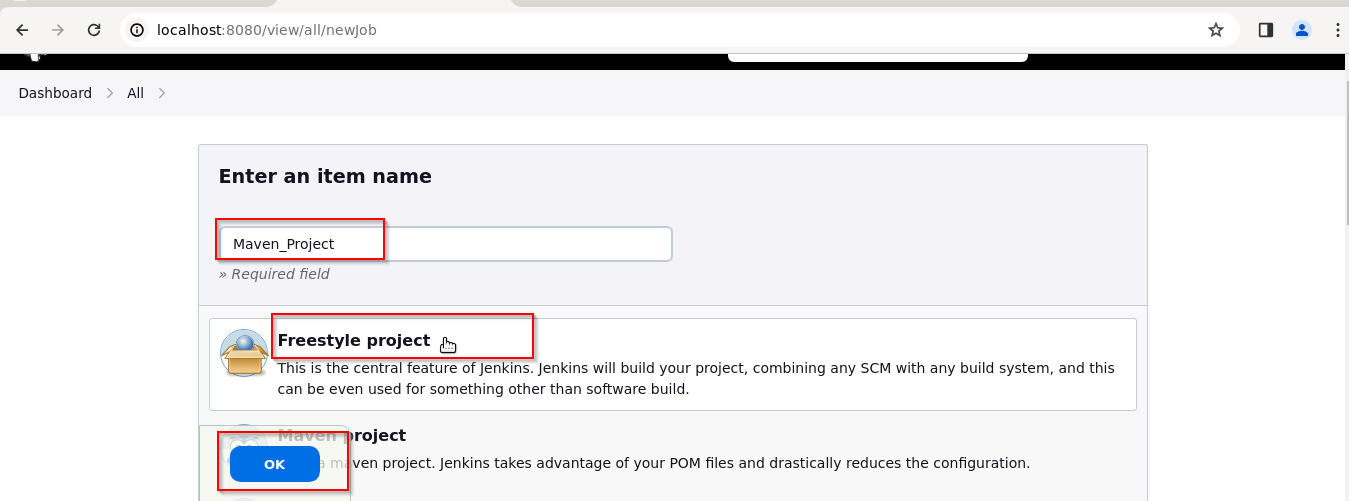 localhost:8080/view/all/newJob
Dashboard
All
Enter an item name
Maven_Project
» Required field
Freestyle project
This is the central feature of Jenkins. Jenkins will build your project, combining any SCM with any build system, and this
can be even used for something other than software build.
Maven project
OK
a maven project. Jenkins takes advantage of your POM files and drastically reduces the configuration.